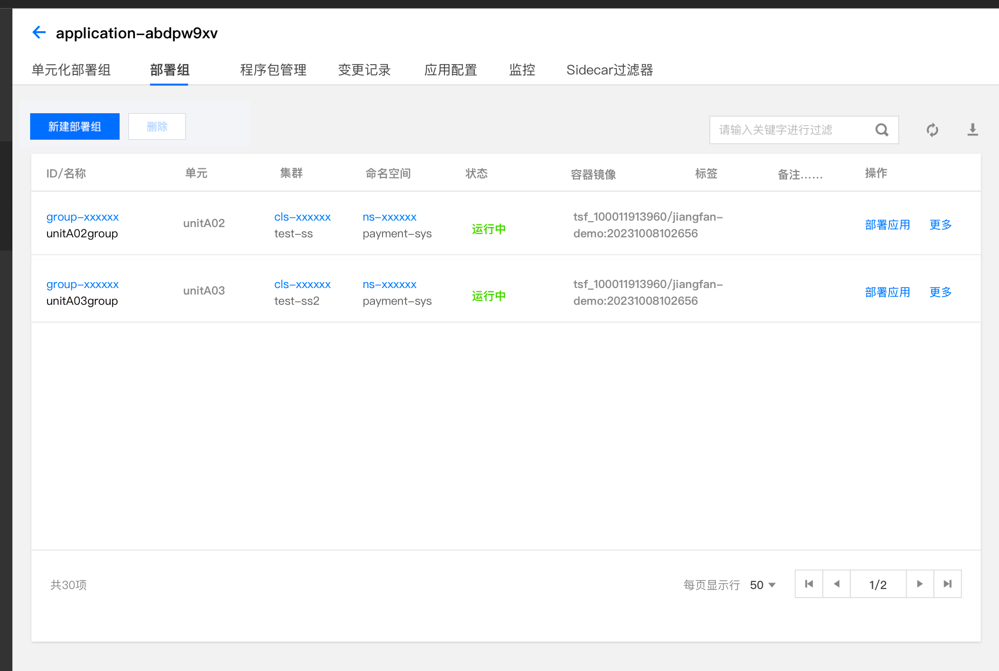 application-abdpw9xv
单元化部署组 部署组 程序包管理 变更记录 应用配置 监控 Sidecar过滤器
新建部署组 删除 请输入关键字进行过滤
ID/名称 单元 集群 命名空间 状态 容器镜像 标签 备注…… 操作
group-xxxxxx cls-xxxxxx ns-xxxxxx tsf_100011913960/jiangfan-
unitA02 运行中 部署应用 更多
unitA02group test-ss payment-sys demo:20231008102656
group-xxxxxx cls-xxxxxx ns-xxxxxx tsf_100011913960/jiangfan-
unitA03 运行中 部署应用 更多
unitA03group test-ss2 payment-sys demo:20231008102656
共30项 每页显示行 50 1/2